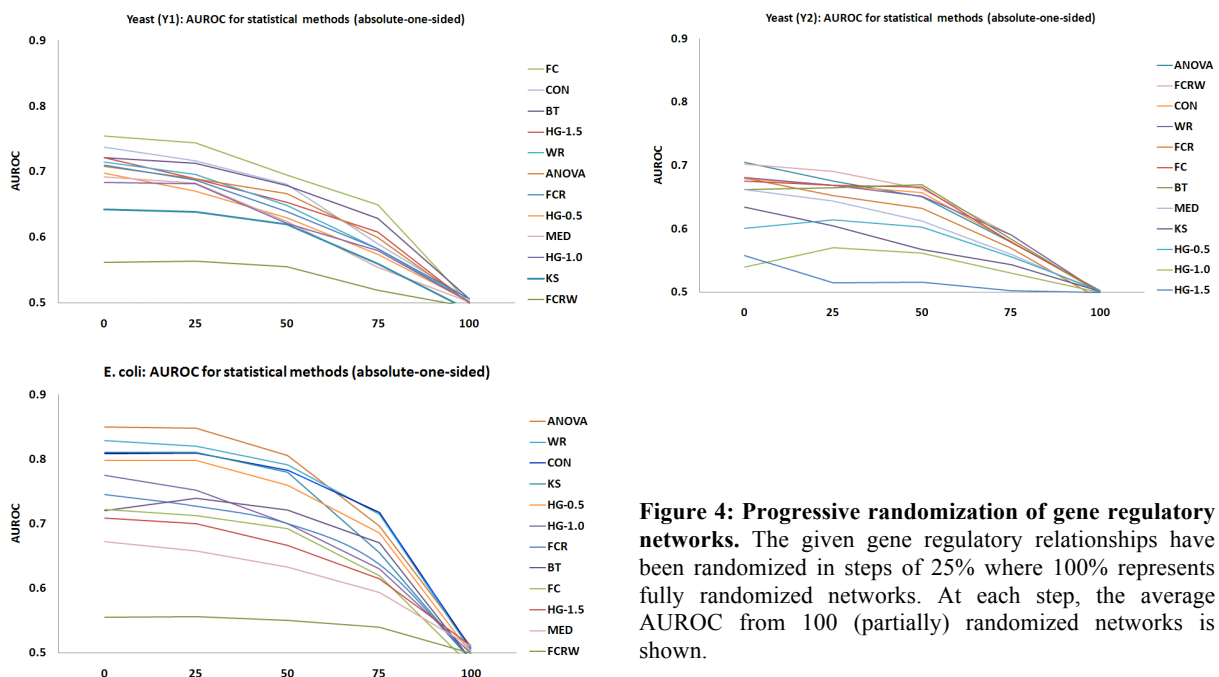 Yeast (Y1): AUROC for statistical methods (absolute-one-sided)
AUROC
0.9
0.8
0.7
0.6
0.5
0 25 50 75 100
FC
CON
BT
HG-1.5
WR
ANOVA
FCR
HG-0.5
MED
HG-1.0
KS
FCRW
Yeast (Y2): AUROC for statistical methods (absolute-one-sided)
AUROC
0.9
0.8
0.7
0.6
0.5
0 25 50 75 100
ANOVA
FCRW
CON
WR
FCR
FC
BT
MED
KS
HG-0.5
HG-1.0
HG-1.5
E. coli: AUROC for statistical methods (absolute-one-sided)
AUROC
0.9
0.8
0.7
0.6
0.5
0 25 50 75 100
ANOVA
WR
CON
KS
HG-0.5
HG-1.0
FCR
BT
FC
HG-1.5
MED
FCRW
Figure 4: Progressive randomization of gene regulatory
networks. The given gene regulatory relationships have
been randomized in steps of 25% where 100% represents
fully randomized networks. At each step, the average
AUROC from 100 (partially) randomized networks is
shown.